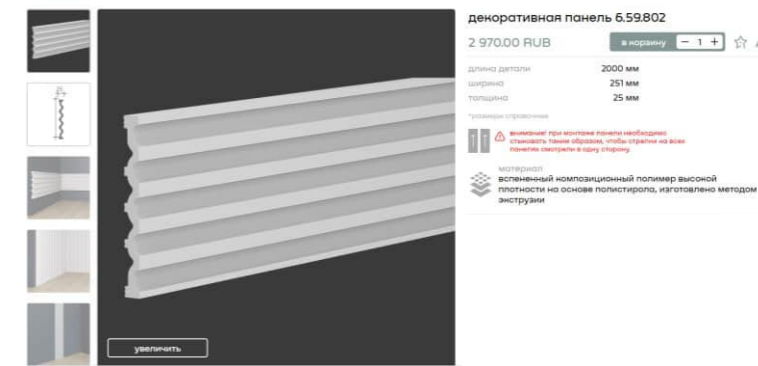 декоративная панель 6.59.802
2 970.00 RUB
в корзину
− 1 +
длина детали 2000 мм
ширина 251 мм
толщина 25 мм
*размеры справочные
внимание! при монтаже панели необходимо
стыковать таким образом, чтобы стрелки на всех
панелях смотрели в одну сторону.
материал
вспененный композиционный полимер высокой
плотности на основе полистирола, изготовлено методом
экструзии
увеличить